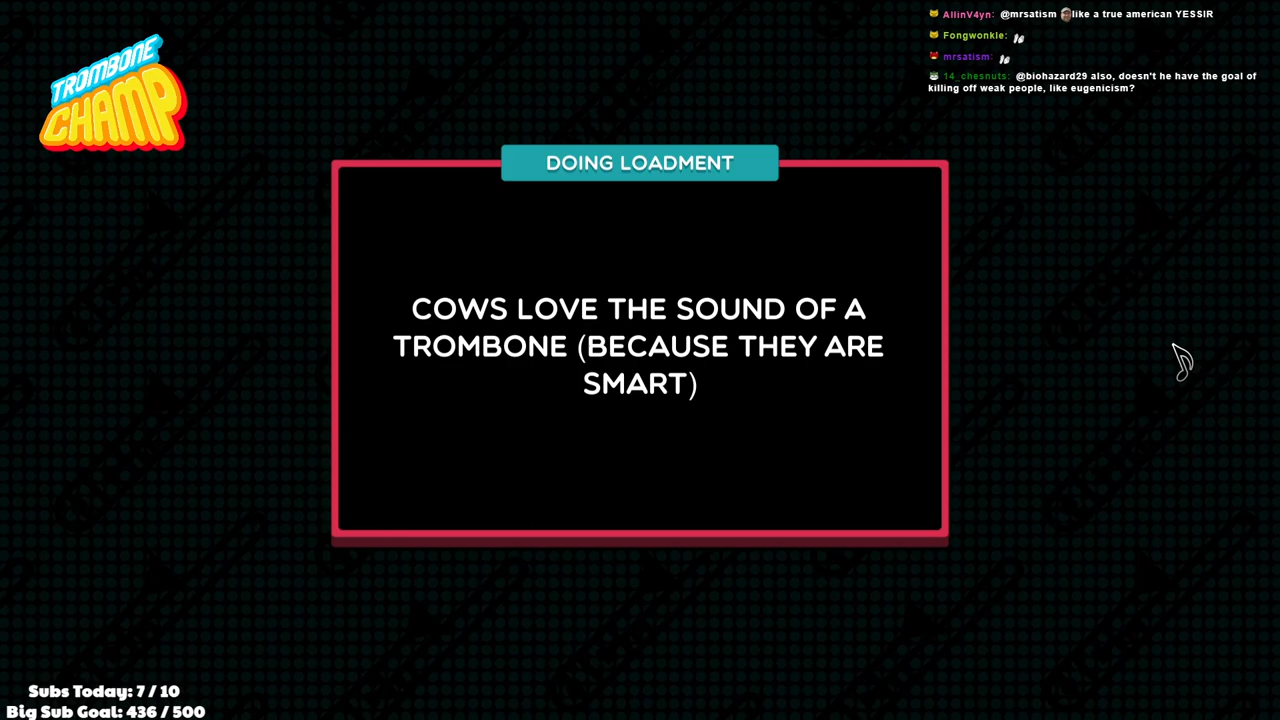 TROMBONE
CHAMP
AllinV4yn: @mrsatism like a true american YESSIR
Fongwonkle:
mrsatism:
14_chesnuts: @biohazard29 also, doesn't he have the goal of
killing off weak people, like eugenicism?
DOING LOADMENT
COWS LOVE THE SOUND OF A
TROMBONE (BECAUSE THEY ARE
SMART)
Subs Today: 7 / 10
Big Sub Goal: 436 / 500